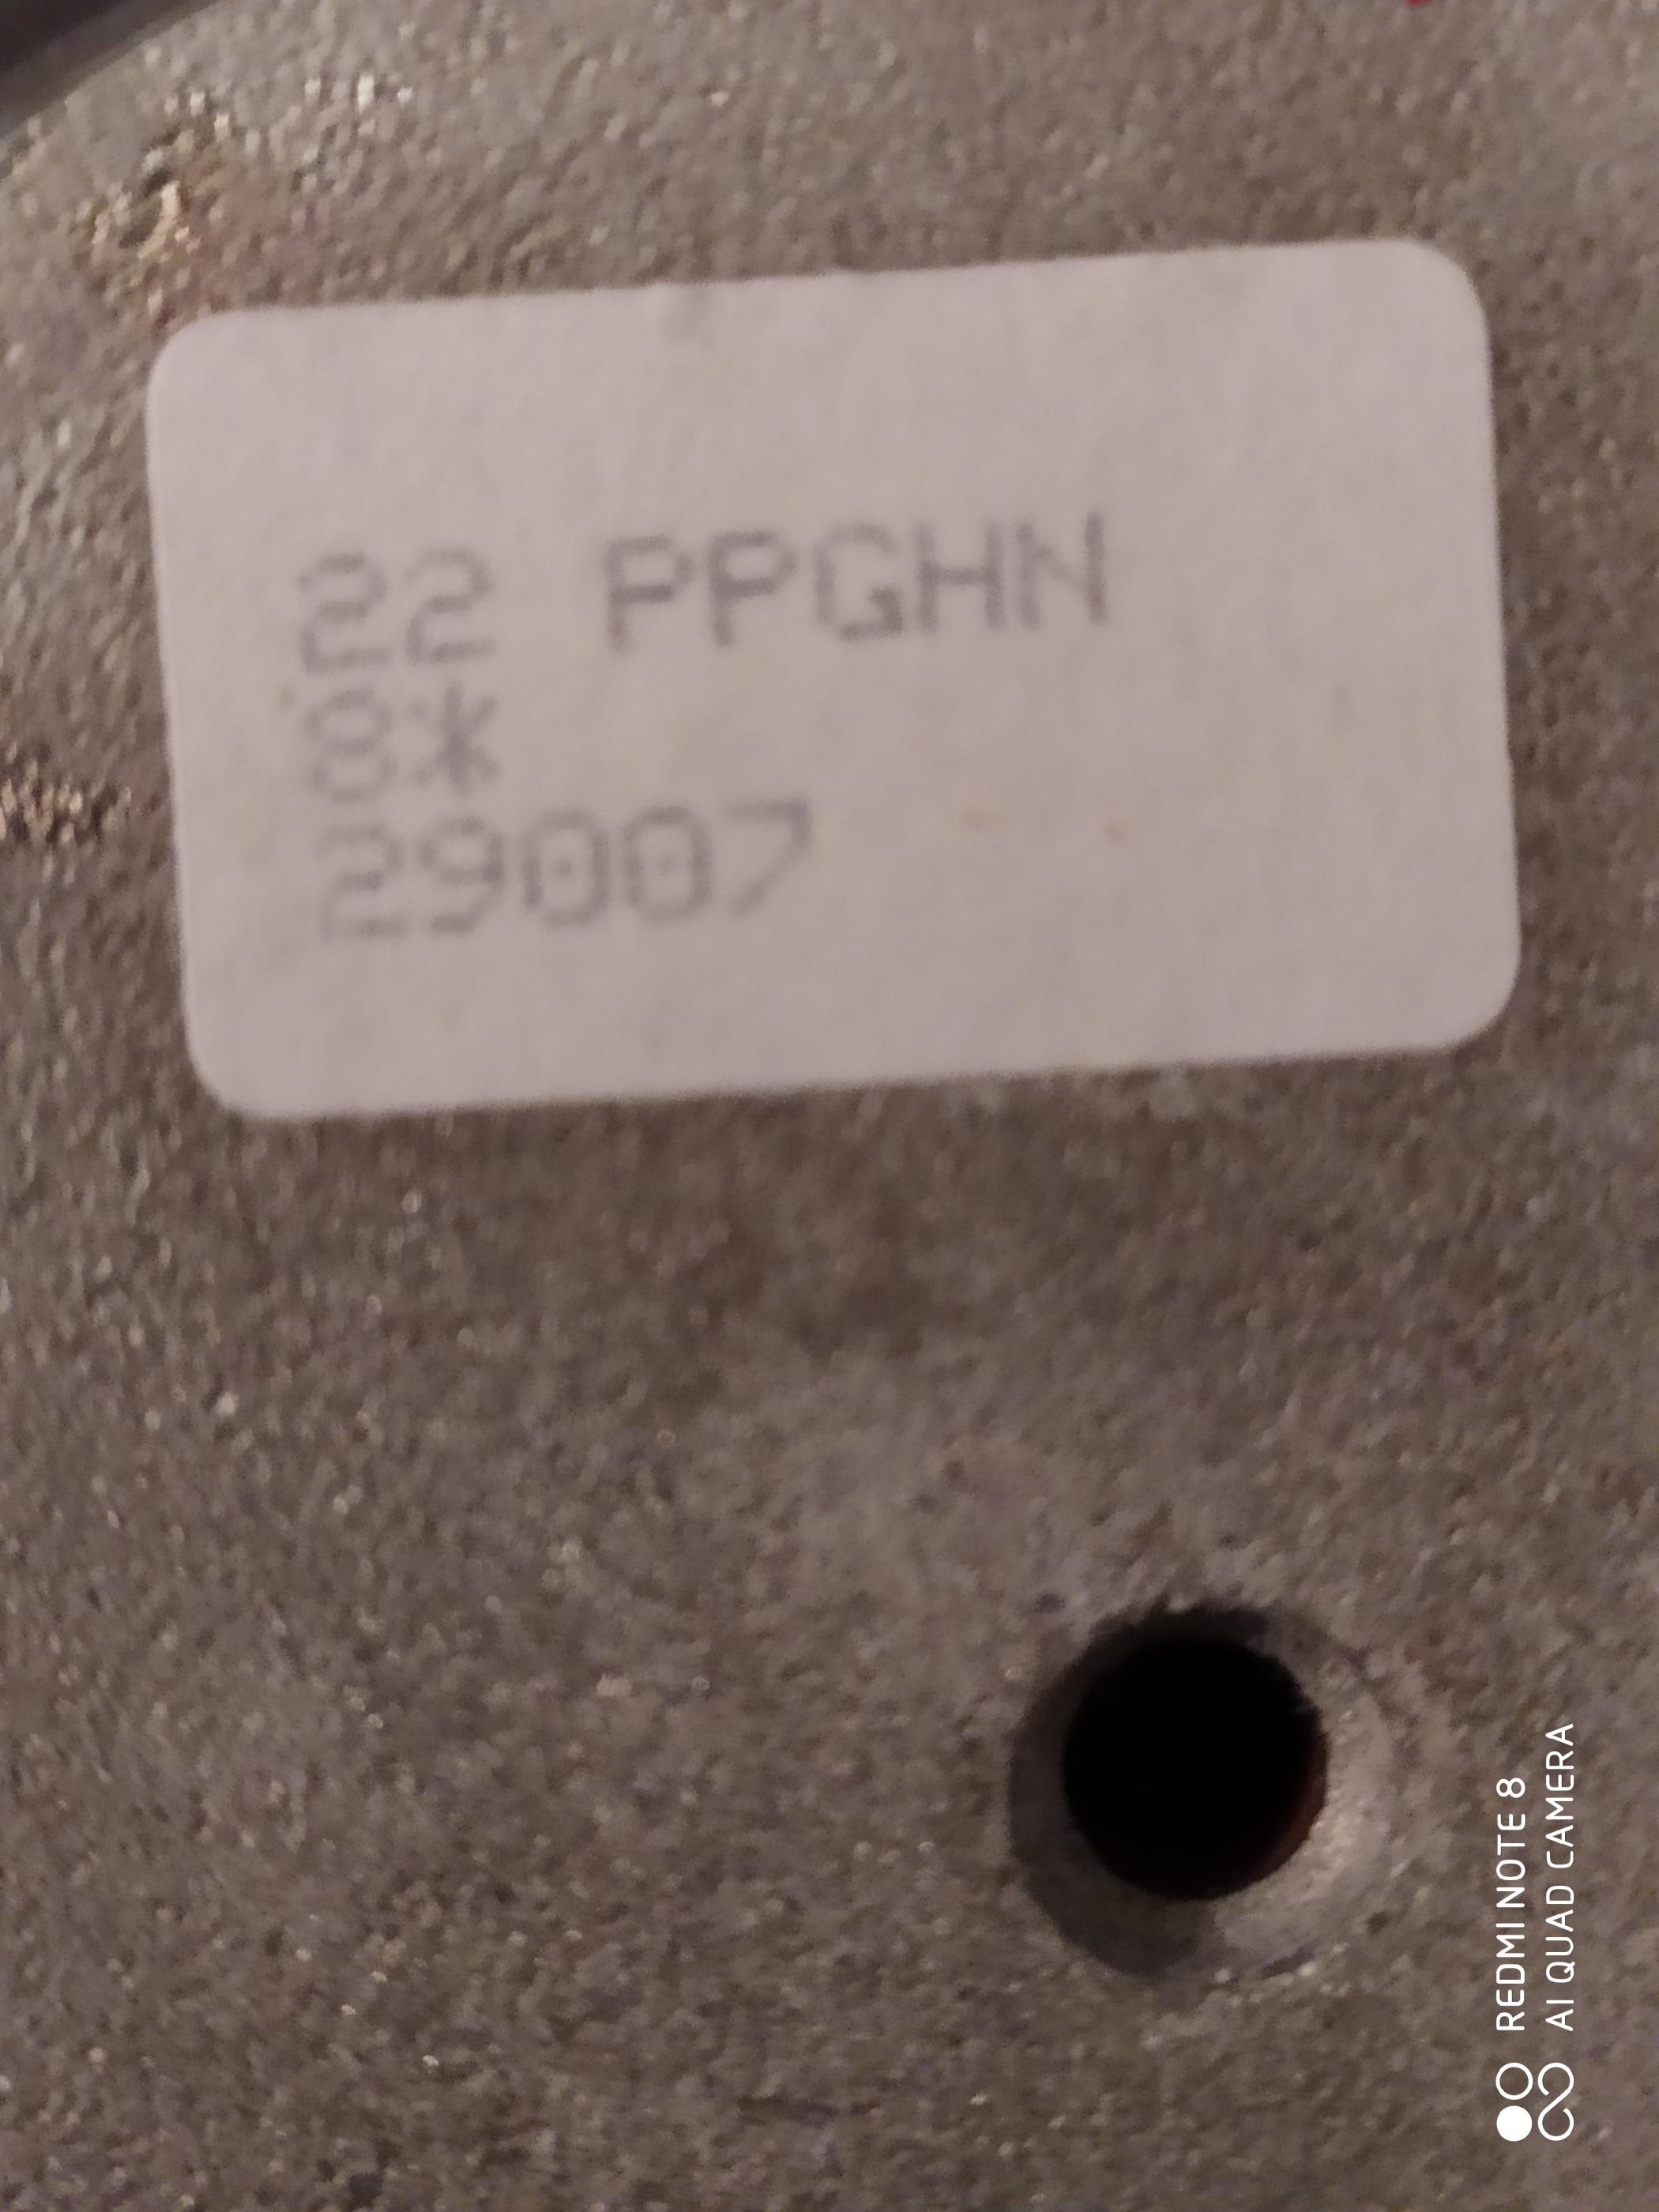 22 PPGHN
8*
29007
REDMI NOTE 8
AI QUAD CAMERA